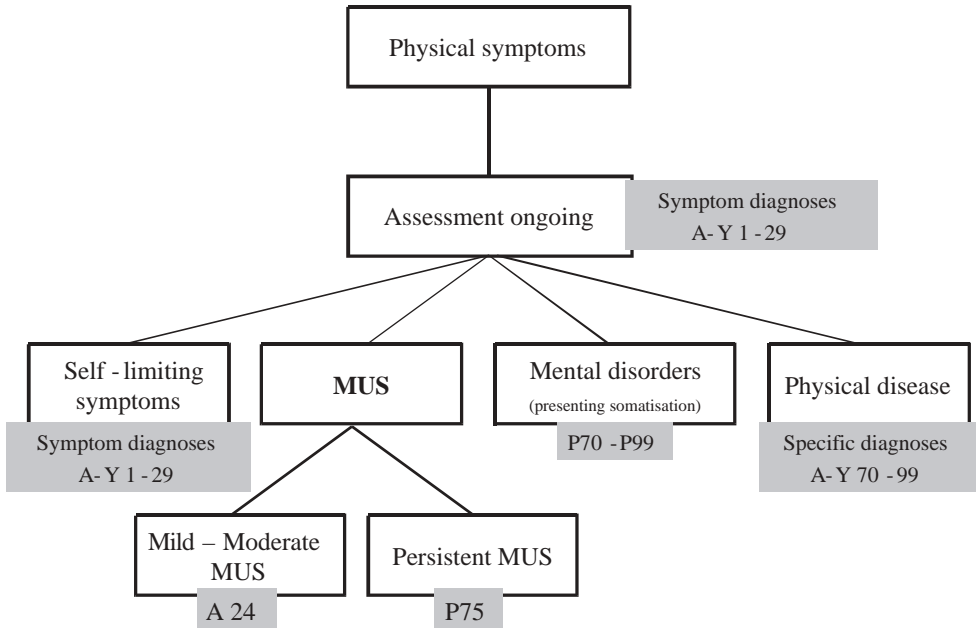 Physical symptoms
Assessment ongoing
Symptom diagnoses
A- Y 1 - 29
Self - limiting
symptoms
Symptom diagnoses
A- Y 1 - 29
MUS
Mental disorders
(presenting somatisation)
P70 - P99
Physical disease
Specific diagnoses
A- Y 70 - 99
Mild – Moderate
MUS
A 24
Persistent MUS
P75